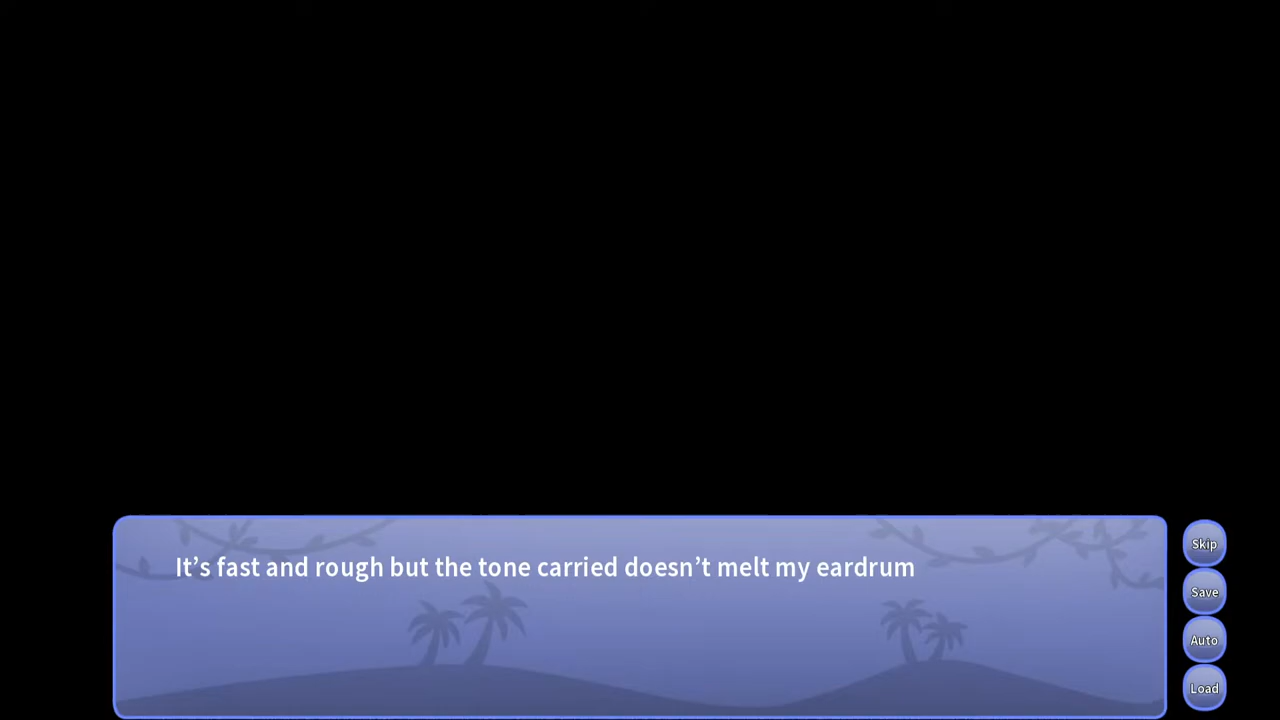 It’s fast and rough but the tone carried doesn’t melt my eardrum
Skip
Save
Auto
Load